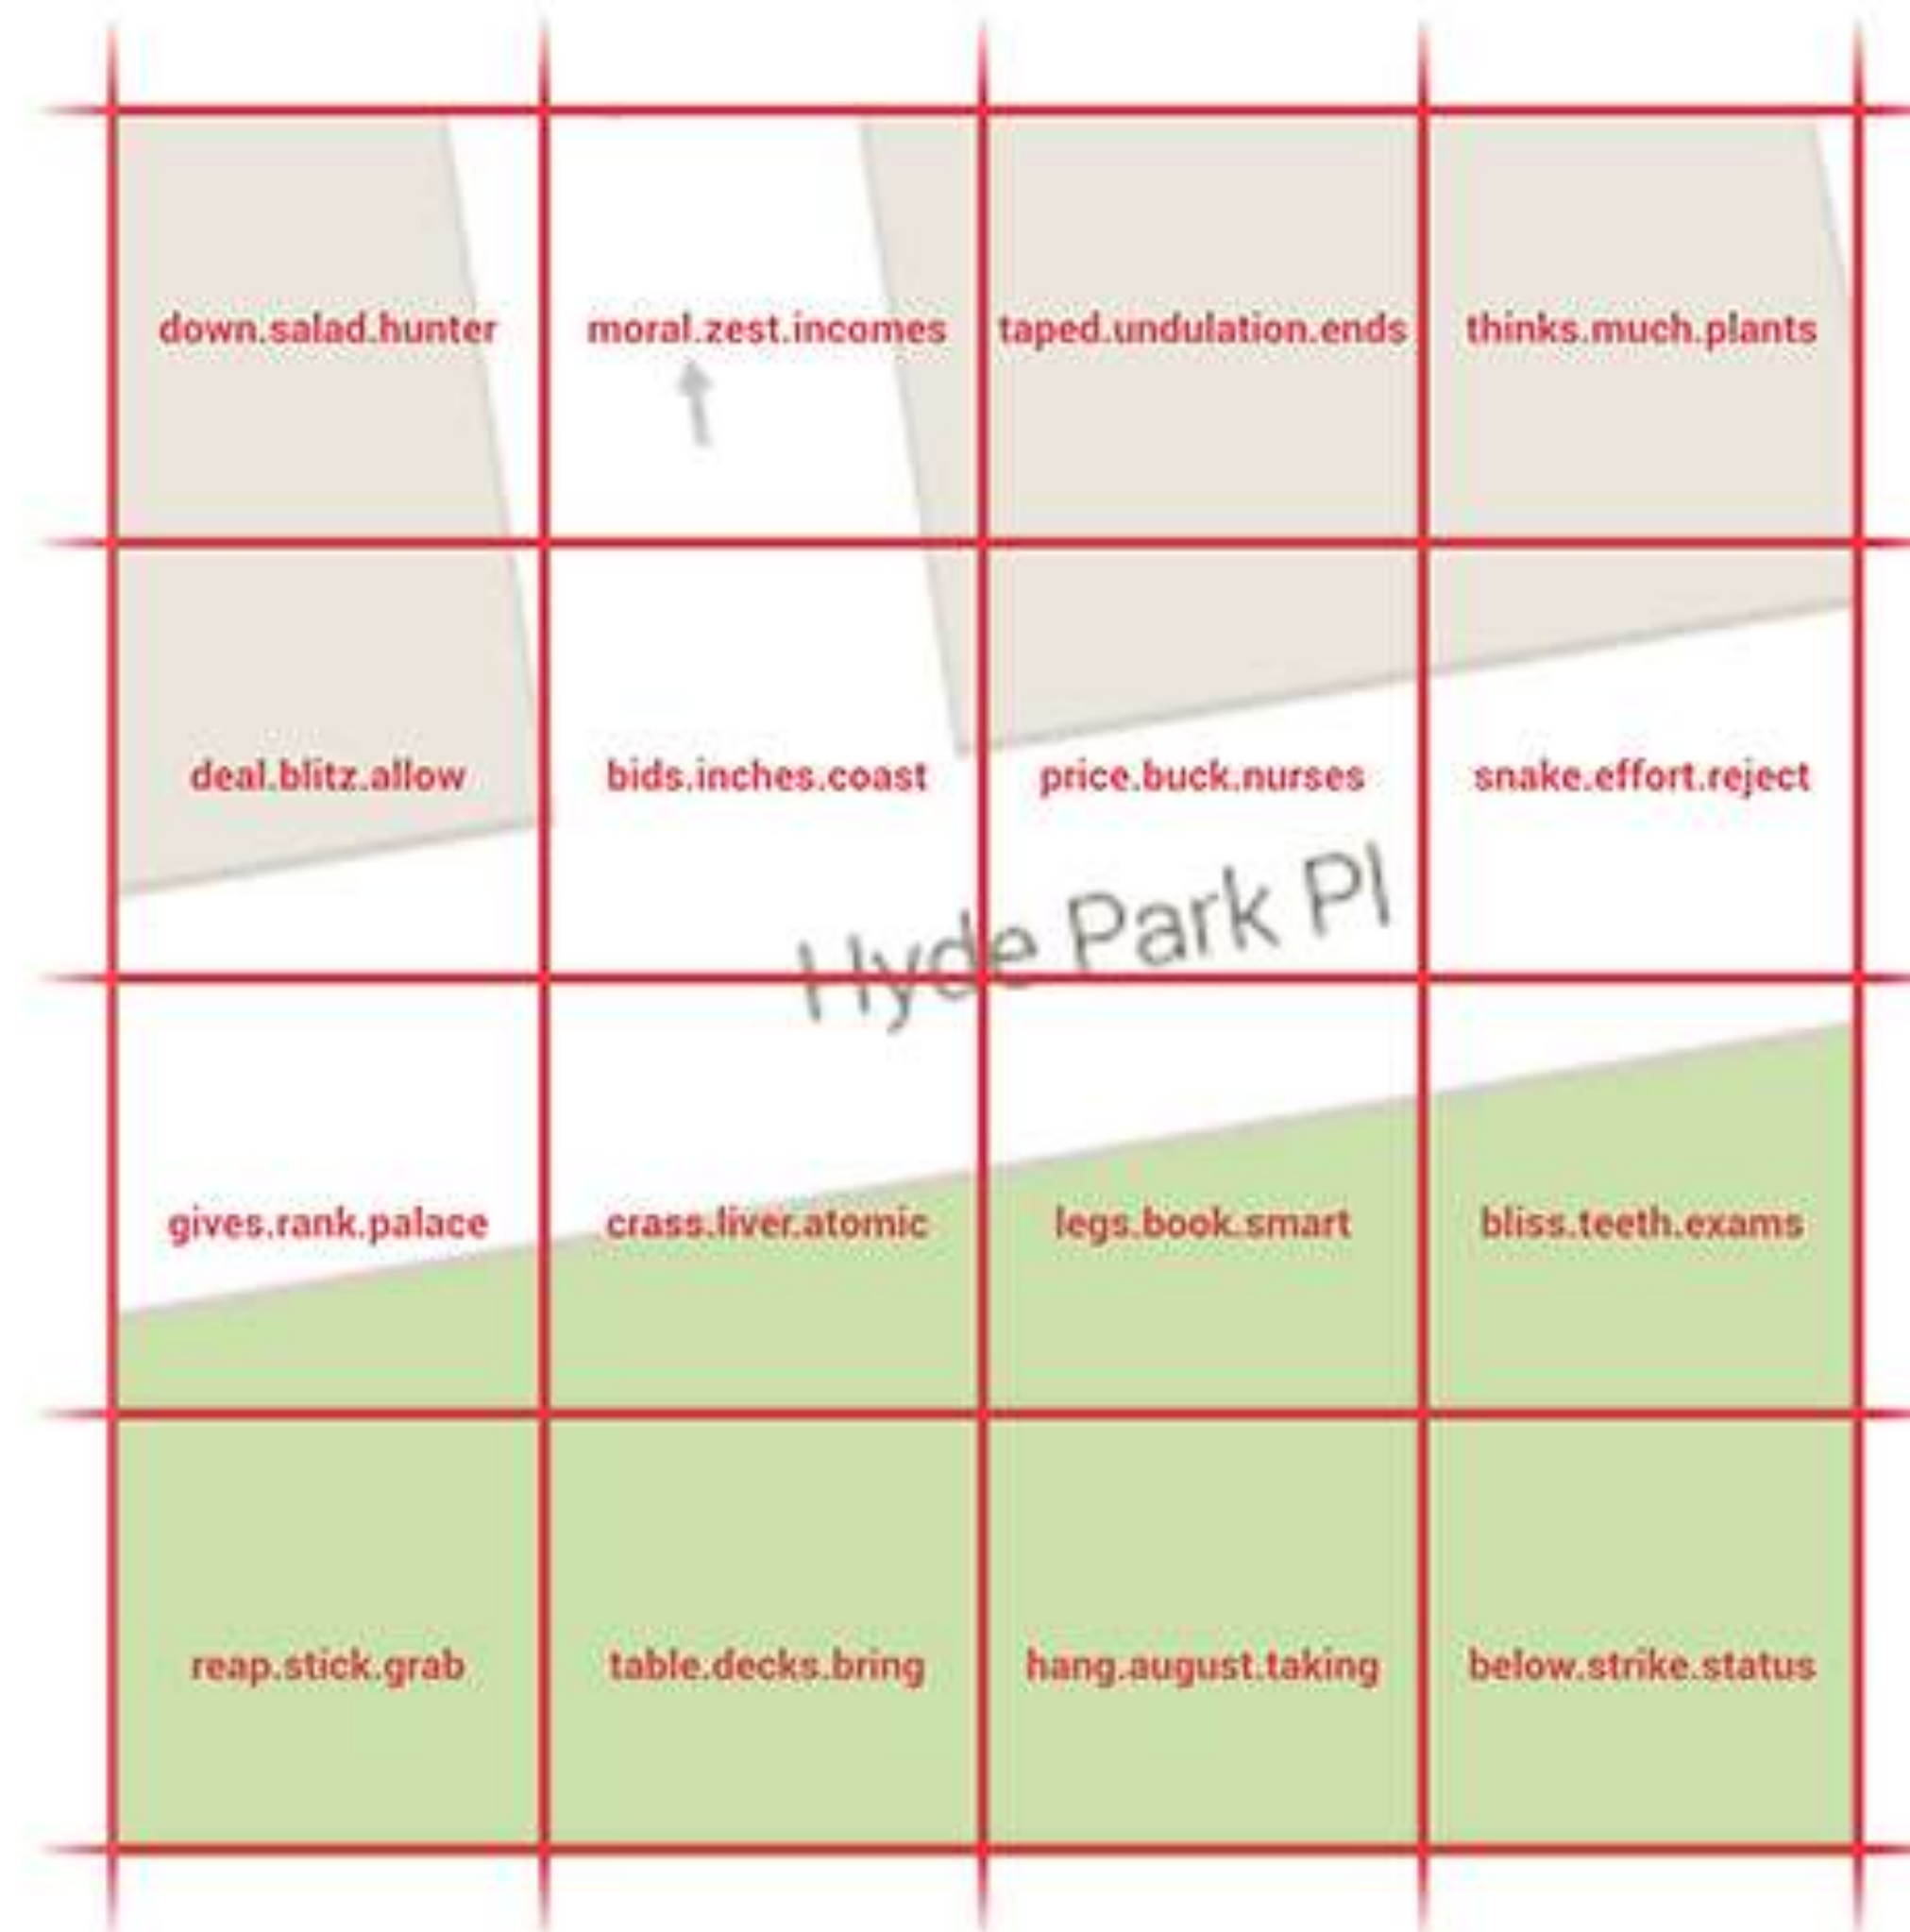 down.salad.hunter
moral.zest.incomes
taped.undulation.ends
thinks.much.plants
deal.blitz.allow
bids.inches.coast
price.buck.nurses
snake.effort.reject
Hyde Park Pl
gives.rank.palace
crass.liver.atomic
legs.book.smart
bliss.teeth.exams
reap.stick.grab
table.decks.bring
hang.august.taking
below.strike.status